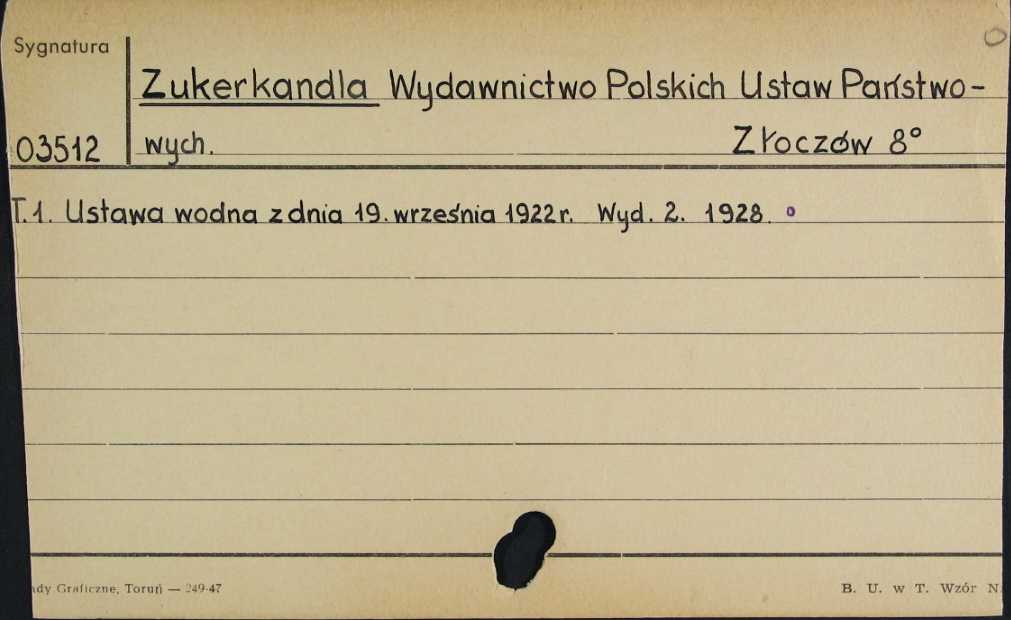 Sygnatura
Zukerkandla Wydawnictwo Polskich Ustaw Państwo-
03512 wych. Złoczów 8°
T.1. Ustawa wodna z dnia 19. września 1922 r. Wyd. 2. 1928.
Graficzne, Toruń — 249-47 B. U. w T. Wzór